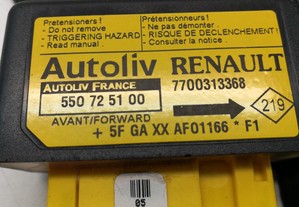 Pretensioners !
- Do not remove
- TRIGGERING HAZARD
- Read manual
Prétensionneurs !
- Ne pas démonter
- RISQUE DE DECLENCHEMENT
- Consulter la notice
Autoliv RENAULT
AUTOLIV FRANCE
7700313368
550 72 51 00
219
AVANT/FORWARD
+ 5F GA XX AF01166 * F1
05